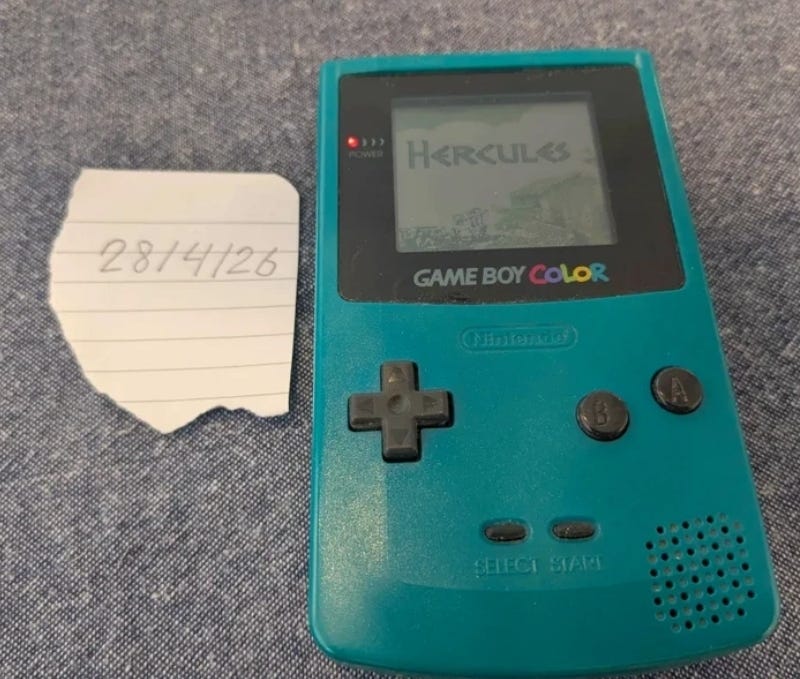 28/4/26
POWER
HERCULES
GAME BOY COLOR
Nintendo
B
A
SELECT START